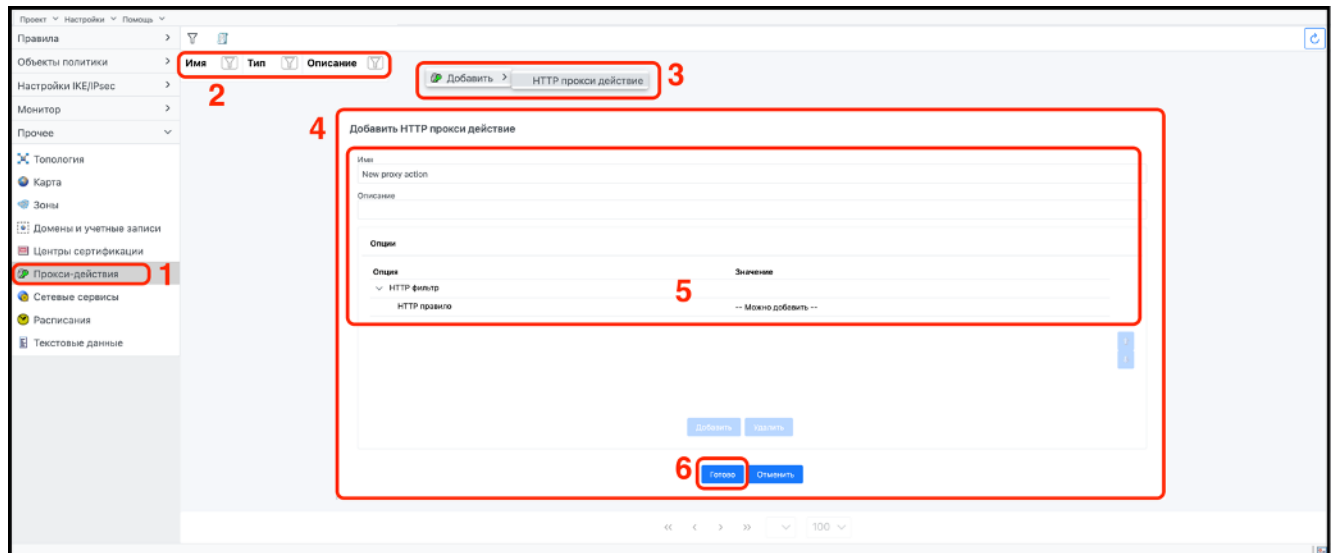 Проект Настройки Помощь
Правила
Объекты политики
Имя Тип Описание
2
Добавить HTTP прокси действие 3
Настройки IKE/IPsec
Монитор
Прочее
4
Добавить HTTP прокси действие
Топология
Имя
New proxy action
Карта
Описание
Зоны
Домены и учетные записи
Опции
Центры сертификации
Прокси-действия 1
Опция Значение
HTTP фильтр
5
HTTP правило -- Можно добавить --
Сетевые сервисы
Расписания
Текстовые данные
Добавить Удалить
6 Готово Отменить
<< < > >> 100